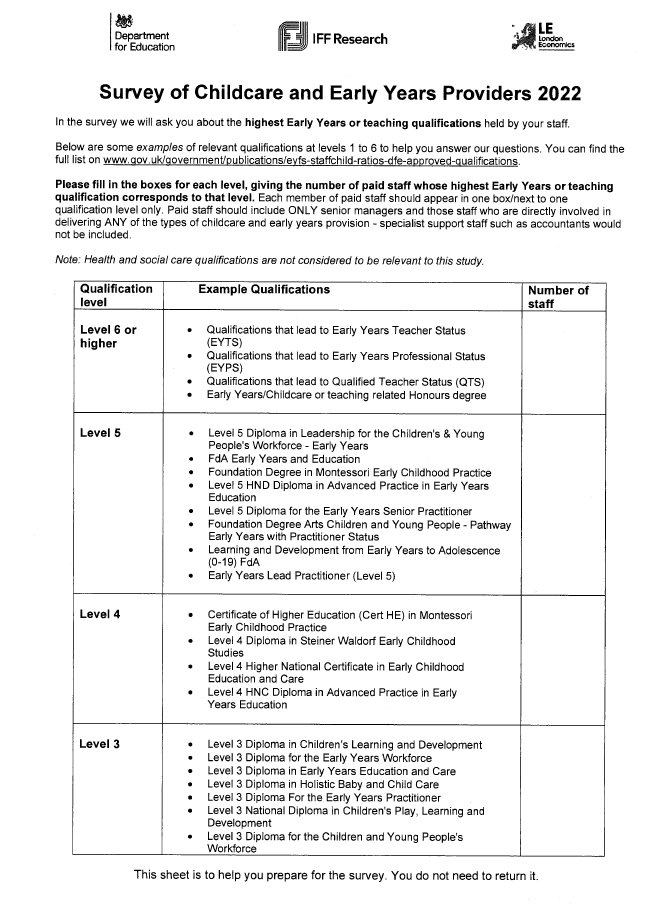 Department
for Education
IFF Research
LE
London
Economics
Survey of Childcare and Early Years Providers 2022
In the survey we will ask you about the highest Early Years or teaching qualifications held by your staff.
Below are some examples of relevant qualifications at levels 1 to 6 to help you answer our questions. You can find the
full list on www.gov.uk/government/publications/eyfs-staffchild-ratios-dfe-approved-qualifications.
Please fill in the boxes for each level, giving the number of paid staff whose highest Early Years or teaching
qualification corresponds to that level. Each member of paid staff should appear in one box/next to one
qualification level only. Paid staff should include ONLY senior managers and those staff who are directly involved in
delivering ANY of the types of childcare and early years provision - specialist support staff such as accountants would
not be included.
Note: Health and social care qualifications are not considered to be relevant to this study.
Qualification
level
Example Qualifications
Number of
staff
Level 6 or
higher
• Qualifications that lead to Early Years Teacher Status
(EYTS)
• Qualifications that lead to Early Years Professional Status
(EYPS)
• Qualifications that lead to Qualified Teacher Status (QTS)
• Early Years/Childcare or teaching related Honours degree
Level 5
• Level 5 Diploma in Leadership for the Children's & Young
People's Workforce - Early Years
• FdA Early Years and Education
• Foundation Degree in Montessori Early Childhood Practice
• Level 5 HND Diploma in Advanced Practice in Early Years
Education
• Level 5 Diploma for the Early Years Senior Practitioner
• Foundation Degree Arts Children and Young People - Pathway
Early Years with Practitioner Status
• Learning and Development from Early Years to Adolescence
(0-19) FdA
• Early Years Lead Practitioner (Level 5)
Level 4
• Certificate of Higher Education (Cert HE) in Montessori
Early Childhood Practice
• Level 4 Diploma in Steiner Waldorf Early Childhood
Studies
• Level 4 Higher National Certificate in Early Childhood
Education and Care
• Level 4 HNC Diploma in Advanced Practice in Early
Years Education
Level 3
• Level 3 Diploma in Children's Learning and Development
• Level 3 Diploma for the Early Years Workforce
• Level 3 Diploma in Early Years Education and Care
• Level 3 Diploma in Holistic Baby and Child Care
• Level 3 Diploma For the Early Years Practitioner
• Level 3 National Diploma in Children's Play, Learning and
Development
• Level 3 Diploma for the Children and Young People's
Workforce
This sheet is to help you prepare for the survey. You do not need to return it.